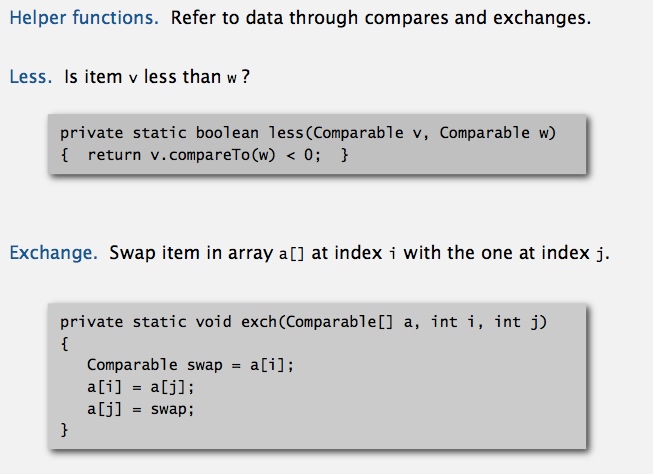 Helper functions. Refer to data through compares and exchanges.
Less. Is item v less than w ?
private static boolean less(Comparable v, Comparable w)
{ return v.compareTo(w) < 0; }
Exchange. Swap item in array a[] at index i with the one at index j.
private static void exch(Comparable[] a, int i, int j)
{
Comparable swap = a[i];
a[i] = a[j];
a[j] = swap;
}